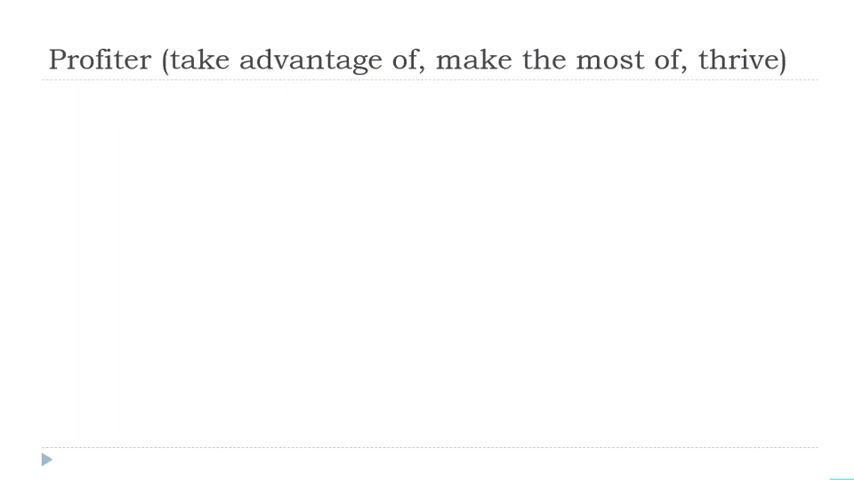 Profiter (take advantage of, make the most of, thrive)